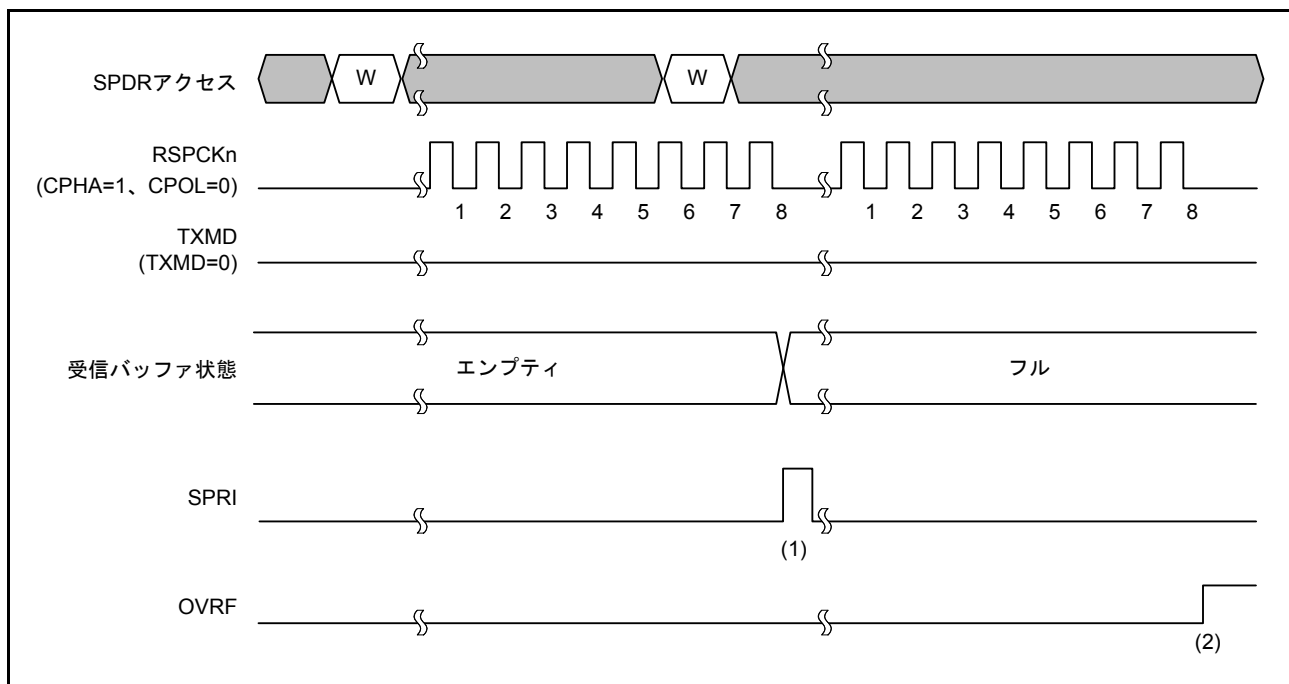 SPDRアクセス
W
W
RSPCKn
(CPHA=1、CPOL=0)
1 2 3 4 5 6 7 8
1 2 3 4 5 6 7 8
TXMD
(TXMD=0)
受信バッファ状態
エンプティ
フル
SPRI
(1)
OVRF
(2)